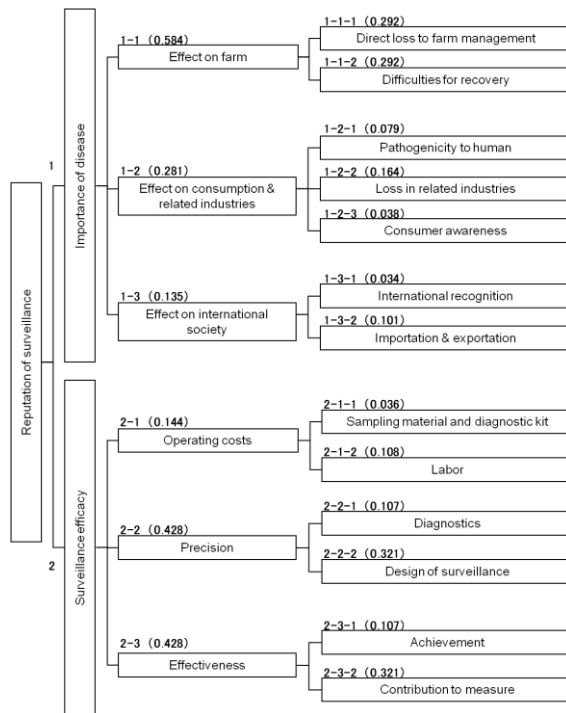 Reputation of surveillance
1
Importance of disease
1-1 (0.584)
Effect on farm
1-1-1 (0.292)
Direct loss to farm management
1-1-2 (0.292)
Difficulties for recovery
1-2 (0.281)
Effect on consumption &
related industries
1-2-1 (0.079)
Pathogenicity to human
1-2-2 (0.164)
Loss in related industries
1-2-3 (0.038)
Consumer awareness
1-3 (0.135)
Effect on international
society
1-3-1 (0.034)
International recognition
1-3-2 (0.101)
Importation & exportation
2
Surveillance efficacy
2-1 (0.144)
Operating costs
2-1-1 (0.036)
Sampling material and diagnostic kit
2-1-2 (0.108)
Labor
2-2 (0.428)
Precision
2-2-1 (0.107)
Diagnostics
2-2-2 (0.321)
Design of surveillance
2-3 (0.428)
Effectiveness
2-3-1 (0.107)
Achievement
2-3-2 (0.321)
Contribution to measure